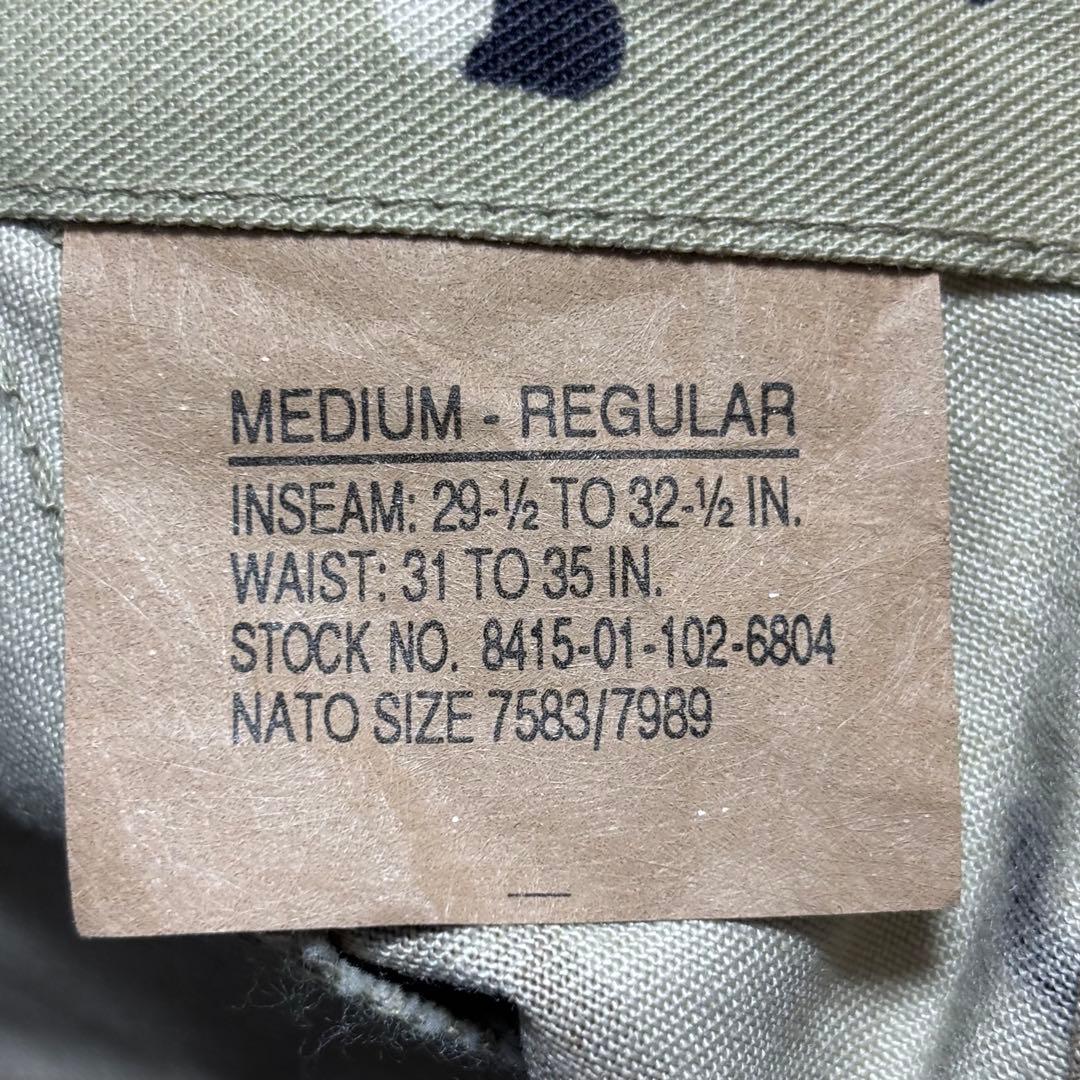 MEDIUM - REGULAR
INSEAM: 29-½ TO 32-½ IN.
WAIST: 31 TO 35 IN.
STOCK NO. 8415-01-102-6804
NATO SIZE 7583/7989